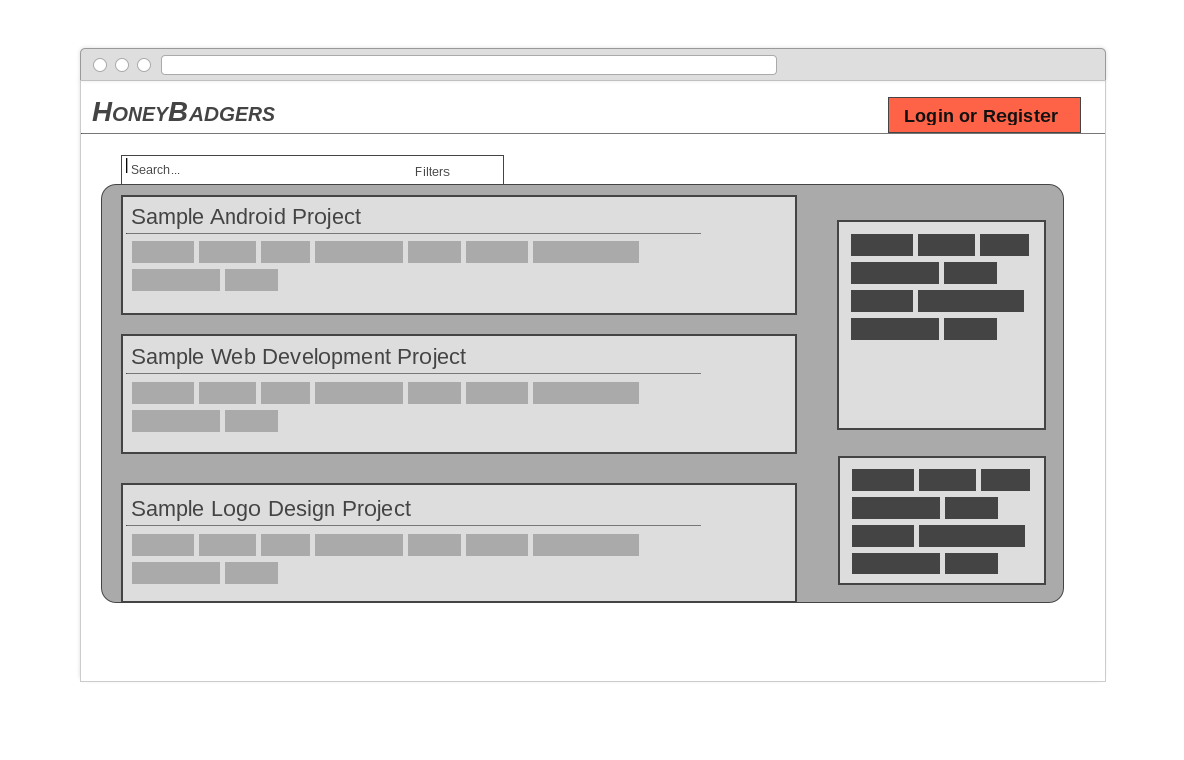 HoneyBadgers
Login or Register
Search... Filters
Sample Android Project
Sample Web Development Project
Sample Logo Design Project